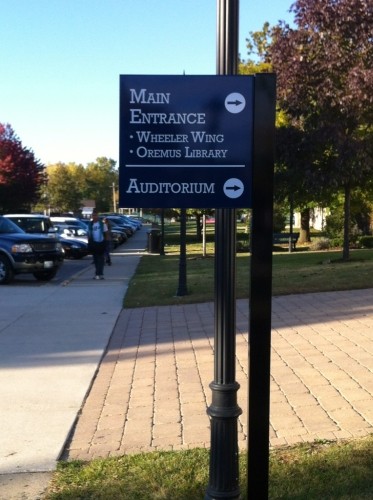 Main
Entrance
• Wheeler Wing
• Oremus Library
Auditorium